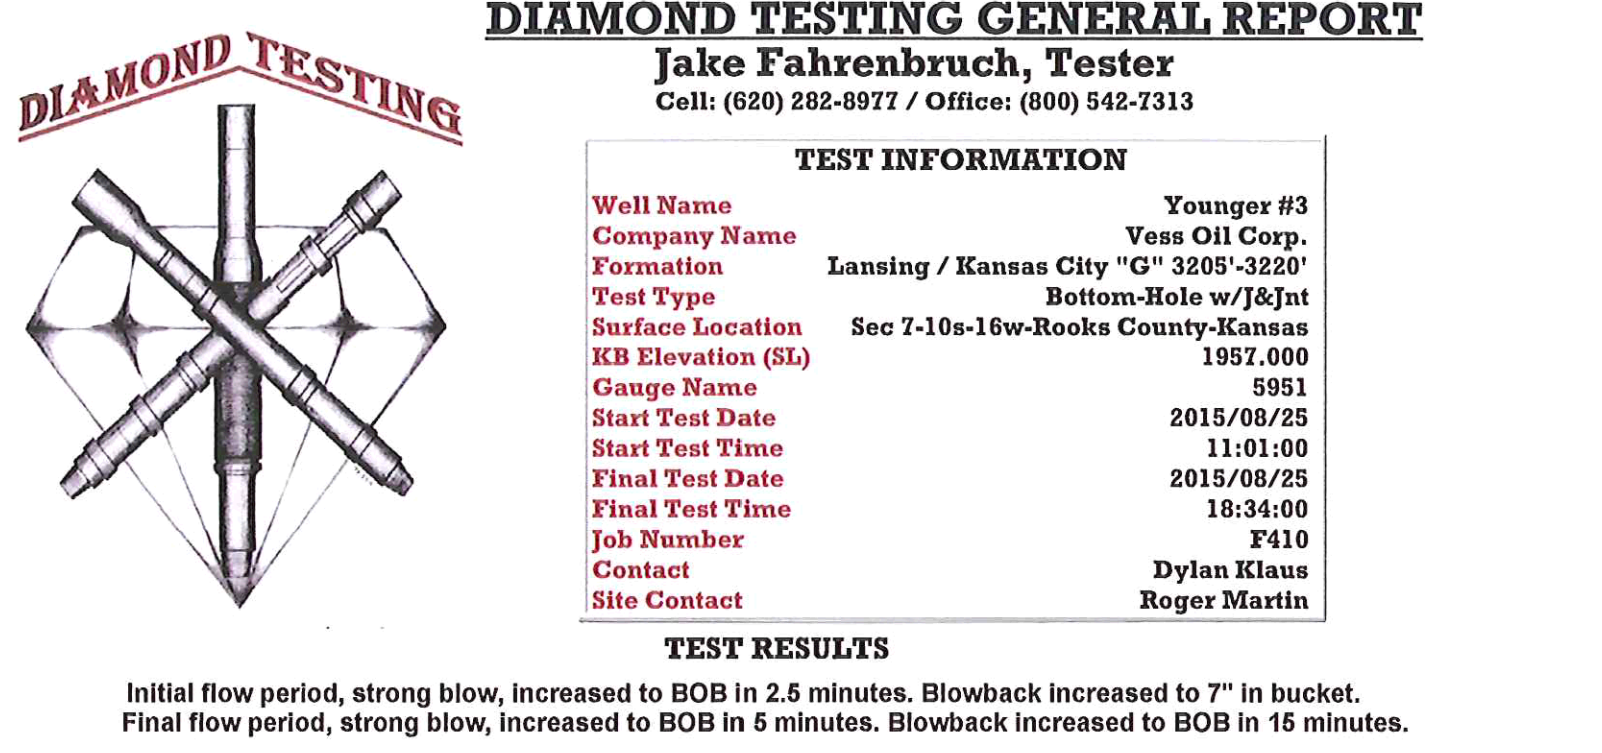 DIAMOND TESTING GENERAL REPORT
Jake Fahrenbruch, Tester
Cell: (620) 282-8977 / Office: (800) 542-7313
DIAMOND TESTING
TEST INFORMATION
Well Name Younger #3
Company Name Vess Oil Corp.
Formation Lansing / Kansas City "G" 3205'-3220'
Test Type Bottom-Hole w/J&Jnt
Surface Location Sec 7-10s-16w-Rooks County-Kansas
KB Elevation (SL) 1957.000
Gauge Name 5951
Start Test Date 2015/08/25
Start Test Time 11:01:00
Final Test Date 2015/08/25
Final Test Time 18:34:00
Job Number F410
Contact Dylan Klaus
Site Contact Roger Martin
TEST RESULTS
Initial flow period, strong blow, increased to BOB in 2.5 minutes. Blowback increased to 7" in bucket.
Final flow period, strong blow, increased to BOB in 5 minutes. Blowback increased to BOB in 15 minutes.